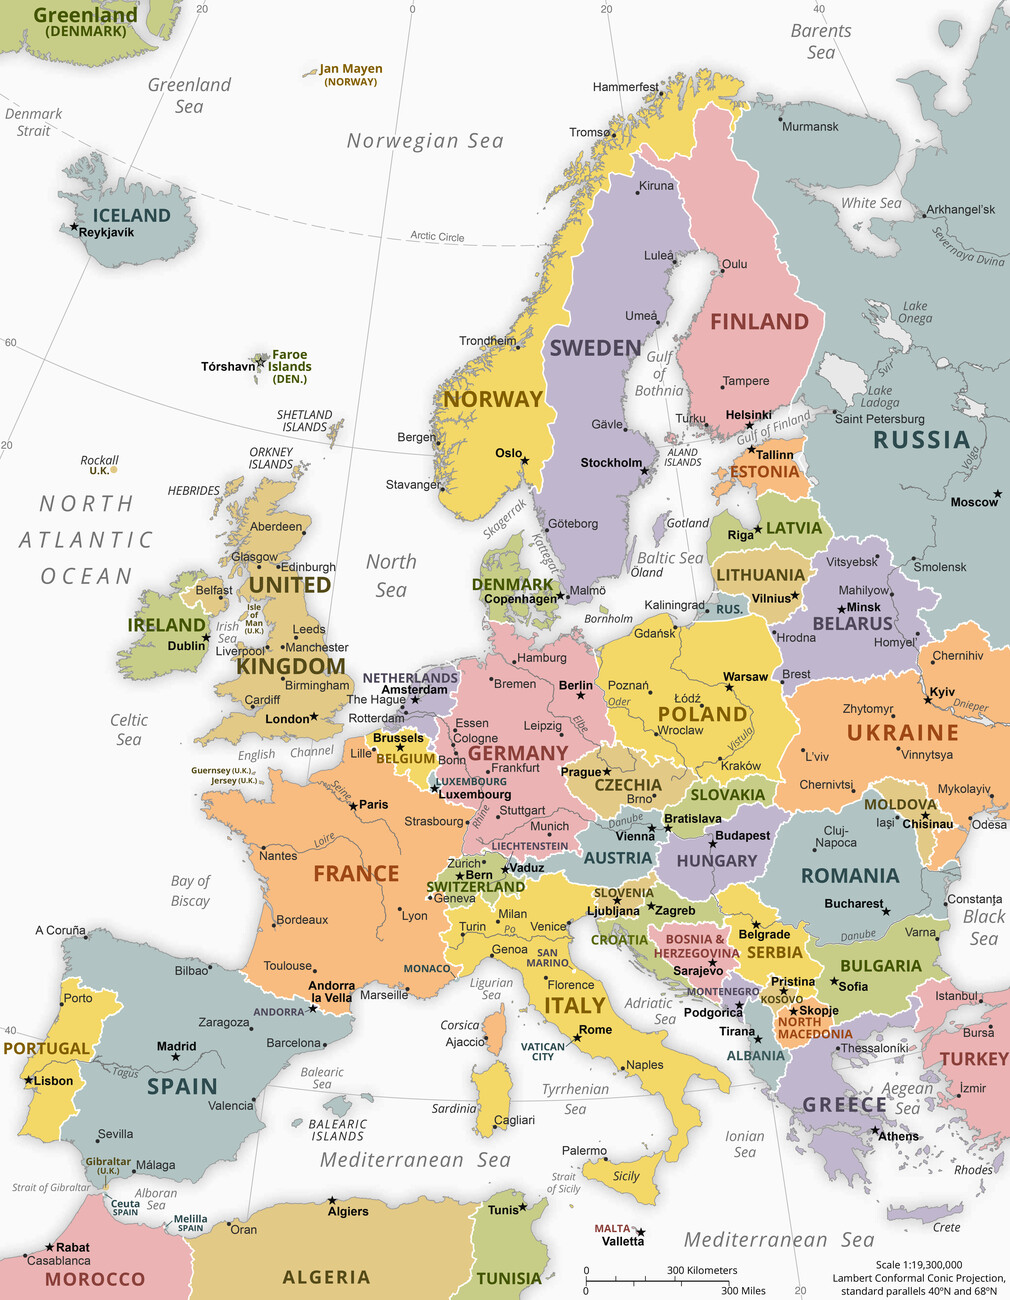 20
0
20
40
Greenland
(DENMARK)
Jan Mayen
(NORWAY)
Barents
Sea
Greenland
Sea
Hammerfest
Denmark
Strait
Norwegian Sea
Tromsø
Murmansk
Kiruna
White Sea
Arkhangel'sk
ICELAND
Reykjavík
Arctic Circle
Severnaya Dvina
Luleå
Oulu
Lake
Onega
Umeå
FINLAND
60
Trondheim
SWEDEN
Gulf
of
Bothnia
Svir'
Tórshavn
Faroe
Islands
(DEN.)
Tampere
Lake
Ladoga
NORWAY
SHETLAND
ISLANDS
Turku
Helsinki
Gulf of Finland
Saint Petersburg
Gävle
RUSSIA
20
Bergen
ORKNEY
ISLANDS
Oslo
Stockholm
ÅLAND
ISLANDS
Tallinn
ESTONIA
Volga
Rockall
U.K.
Stavanger
HEBRIDES
Moscow
NORTH
ATLANTIC
OCEAN
Skagerrak
Göteborg
Gotland
Riga
LATVIA
Aberdeen
Kattegat
North
Sea
Baltic Sea
Glasgow
Edinburgh
Öland
LITHUANIA
Vitsyebsk
Smolensk
UNITED
KINGDOM
DENMARK
Copenhagen
Malmö
Vilnius
Mahilyow
Belfast
Kaliningrad
RUS.
Minsk
BELARUS
Isle
of
Man
(U.K.)
Bornholm
IRELAND
Irish
Sea
Dublin
Leeds
Gdańsk
Hrodna
Homyel'
Liverpool
Manchester
Hamburg
Chernihiv
NETHERLANDS
Amsterdam
Birmingham
Bremen
Berlin
Poznań
Warsaw
Brest
The Hague
Cardiff
Oder
Łódź
Kyiv
Rotterdam
London
POLAND
Zhytomyr
Dnieper
Celtic
Sea
Essen
Cologne
Leipzig
Elbe
Wroclaw
Vistula
UKRAINE
English Channel
Brussels
Lille
BELGIUM
Bonn
GERMANY
L'viv
Vinnytsya
Guernsey (U.K.)
Jersey (U.K.)
Frankfurt
Prague
Kraków
LUXEMBOURG
Luxembourg
CZECHIA
Brno
Chernivtsi
Seine
Paris
SLOVAKIA
Mykolayiv
Rhine
Stuttgart
MOLDOVA
Strasbourg
Munich
Danube
Bratislava
Iași
Chisinau
Odesa
Loire
Vienna
Budapest
Cluj-
Napoca
LIECHTENSTEIN
Nantes
FRANCE
Zürich
Vaduz
AUSTRIA
HUNGARY
Bern
SWITZERLAND
ROMANIA
Bay of
Biscay
Geneva
SLOVENIA
Ljubljana
Zagreb
Bucharest
Constanța
Lyon
Milan
Bordeaux
Turin
Po
Venice
Belgrade
Black
Sea
A Coruña
CROATIA
BOSNIA &
HERZEGOVINA
Danube
Varna
Genoa
SAN
MARINO
SERBIA
Bilbao
Toulouse
MONACO
Sarajevo
BULGARIA
Andorra
la Vella
Marseille
Ligurian
Sea
Florence
Pristina
Sofia
Porto
MONTENEGRO
KOSOVO
Istanbul
ANDORRA
Adriatic
Sea
Podgorica
Skopje
Zaragoza
Corsica
ITALY
NORTH
MACEDONIA
40
Rome
Tirana
Bursa
PORTUGAL
Madrid
Barcelona
Ajaccio
VATICAN
CITY
ALBANIA
Thessaloníki
TURKEY
Tagus
Balearic
Sea
Naples
Lisbon
SPAIN
Tyrrhenian
Sea
Aegean
Sea
İzmir
Valencia
Sardinia
GREECE
Cagliari
BALEARIC
ISLANDS
Sevilla
Athens
Ionian
Sea
Palermo
Gibraltar
(U.K.)
Málaga
Mediterranean Sea
Rhodes
Strait of Gibraltar
Alboran
Sea
Strait
of Sicily
Sicily
Ceuta
SPAIN
Melilla
SPAIN
Algiers
Tunis
Oran
MALTA
Valletta
Crete
Mediterranean Sea
Rabat
Casablanca
MOROCCO
ALGERIA
TUNISIA
0 300 Kilometers
0 300 Miles
20
Scale 1:19,300,000
Lambert Conformal Conic Projection,
standard parallels 40ºN and 68ºN